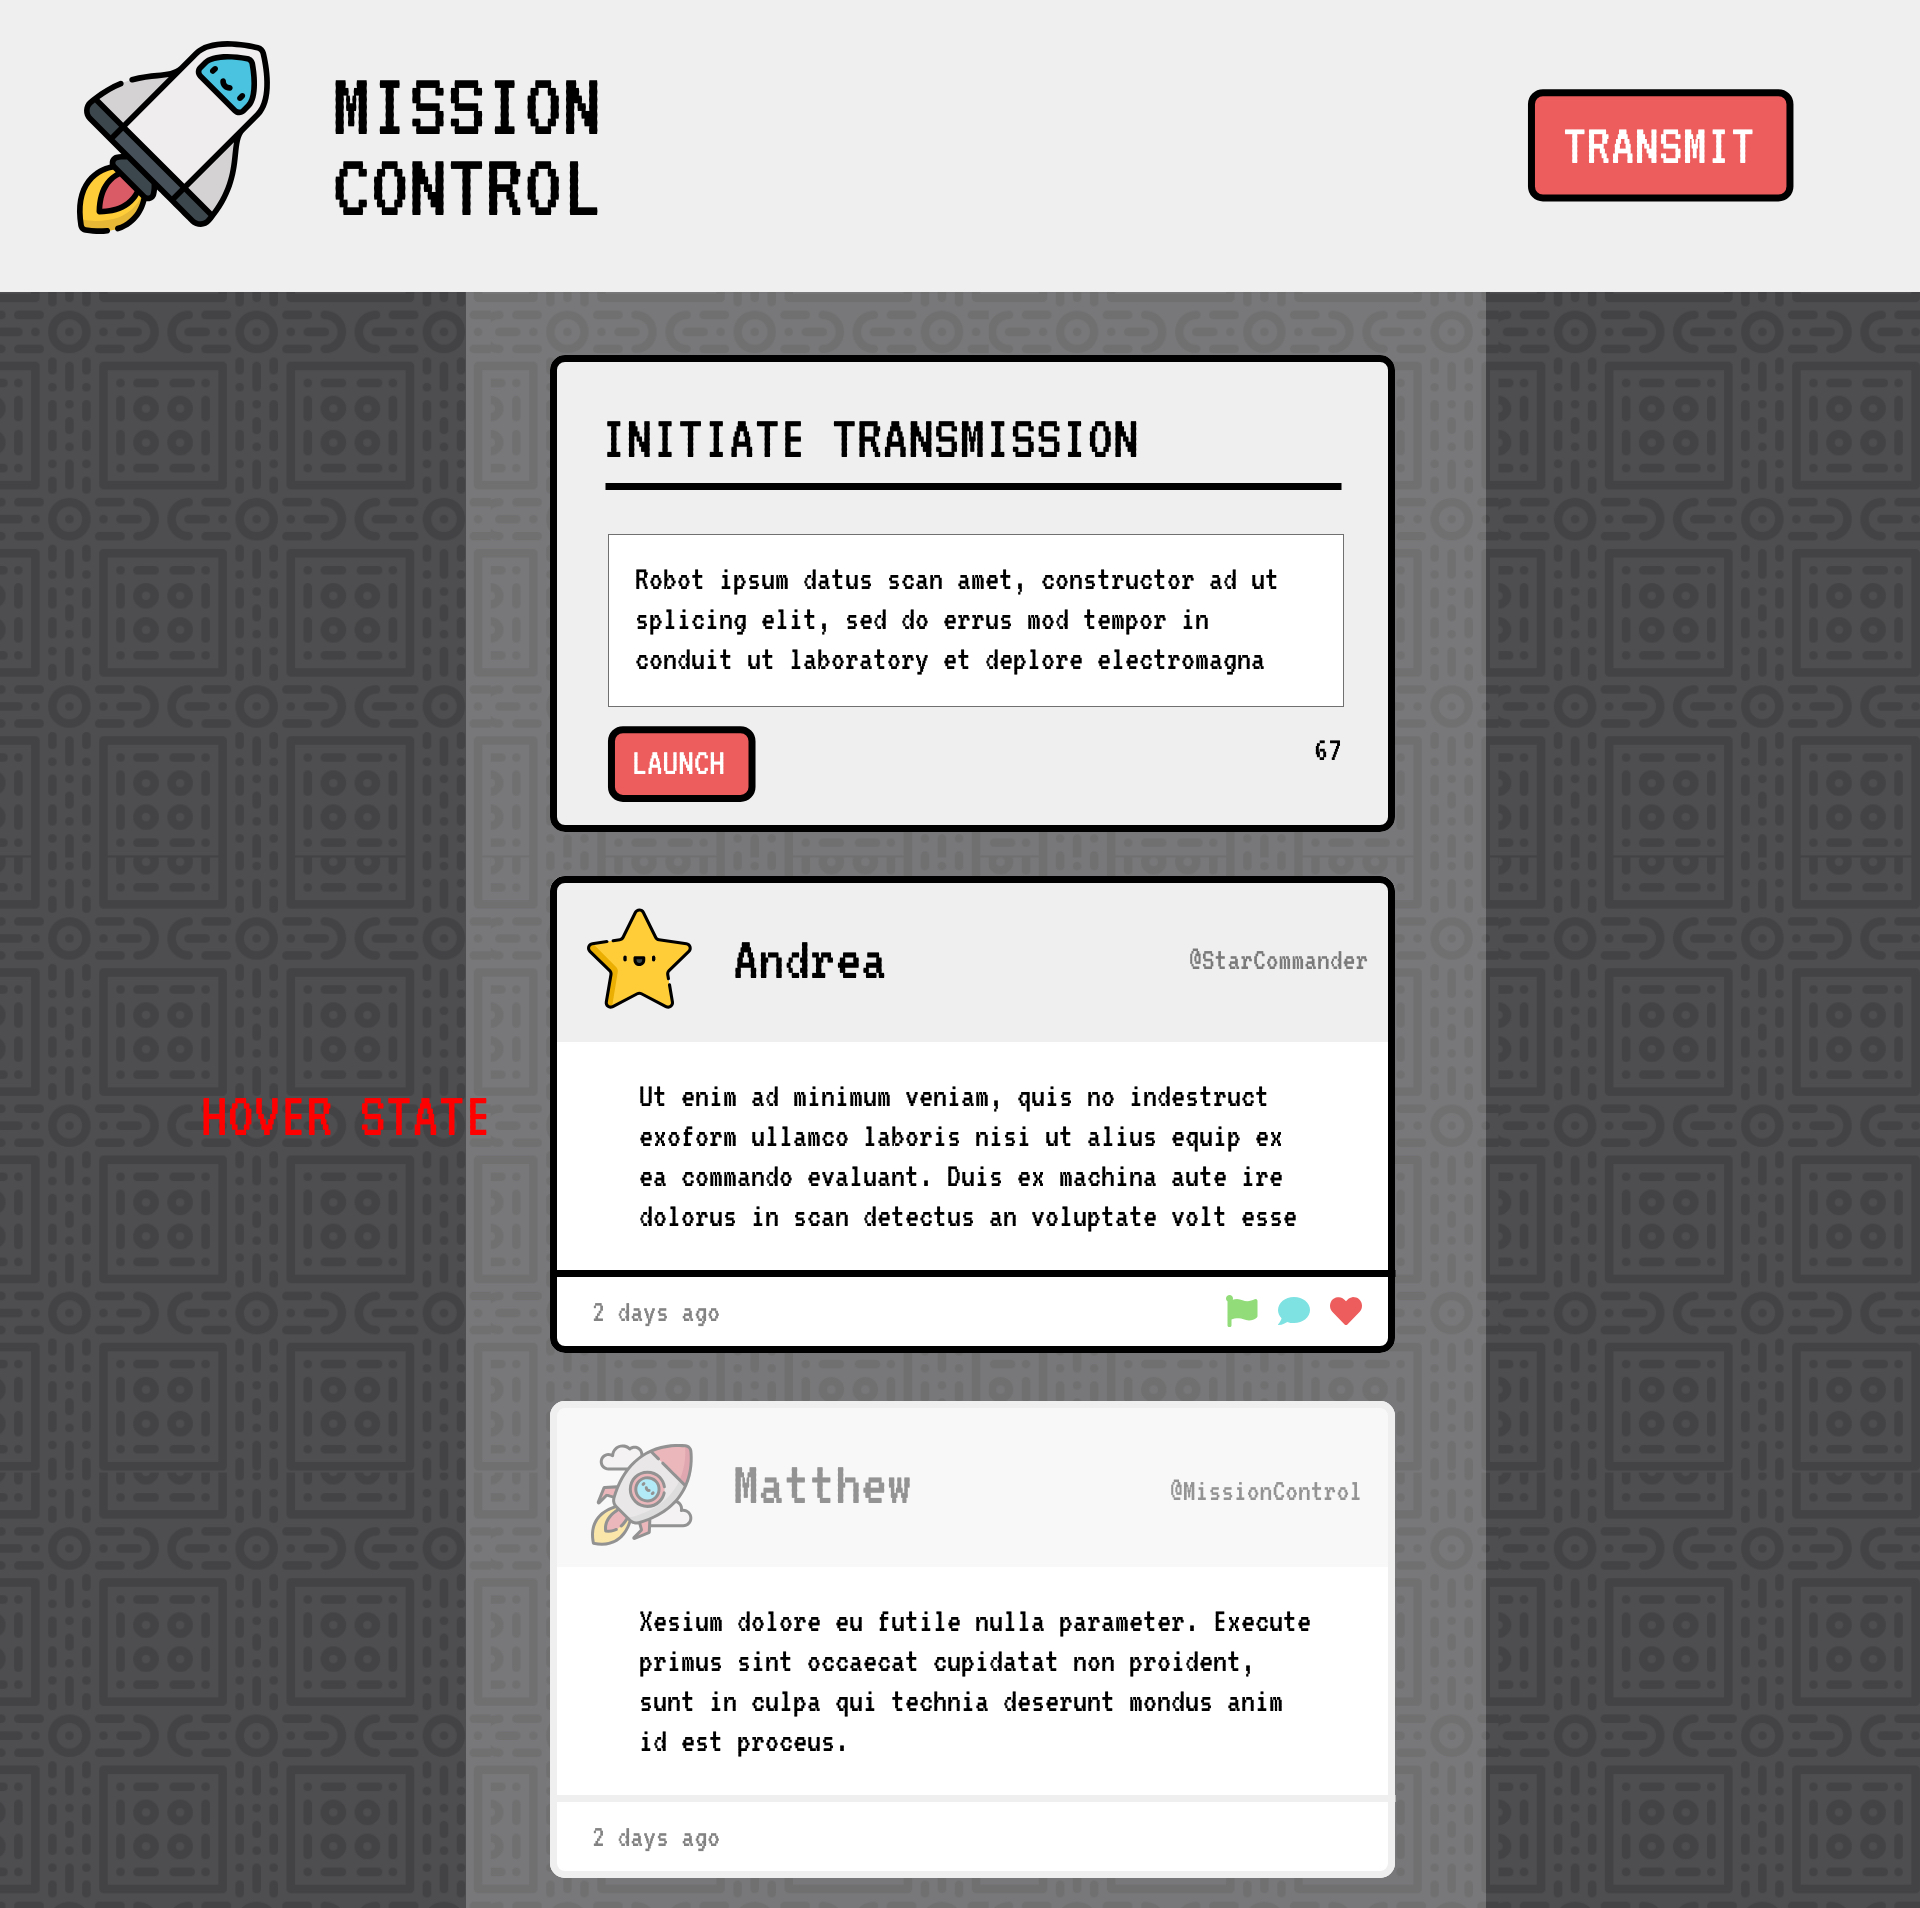 MISSION
CONTROL
TRANSMIT
INITIATE TRANSMISSION
Robot ipsum datus scan amet, constructor ad ut
splicing elit, sed do errus mod tempor in
conduit ut laboratory et deplore electromagna
LAUNCH
67
Andrea
@StarCommander
Ut enim ad minimum veniam, quis no indestruct
exoform ullamco laboris nisi ut alius equip ex
ea commando evaluant. Duis ex machina aute ire
dolorus in scan detectus an voluptate volt esse
HOVER STATE
2 days ago
Matthew
@MissionControl
Xesium dolore eu futile nulla parameter. Execute
primus sint occaecat cupidatat non proident,
sunt in culpa qui technia deserunt mondus anim
id est proceus.
2 days ago